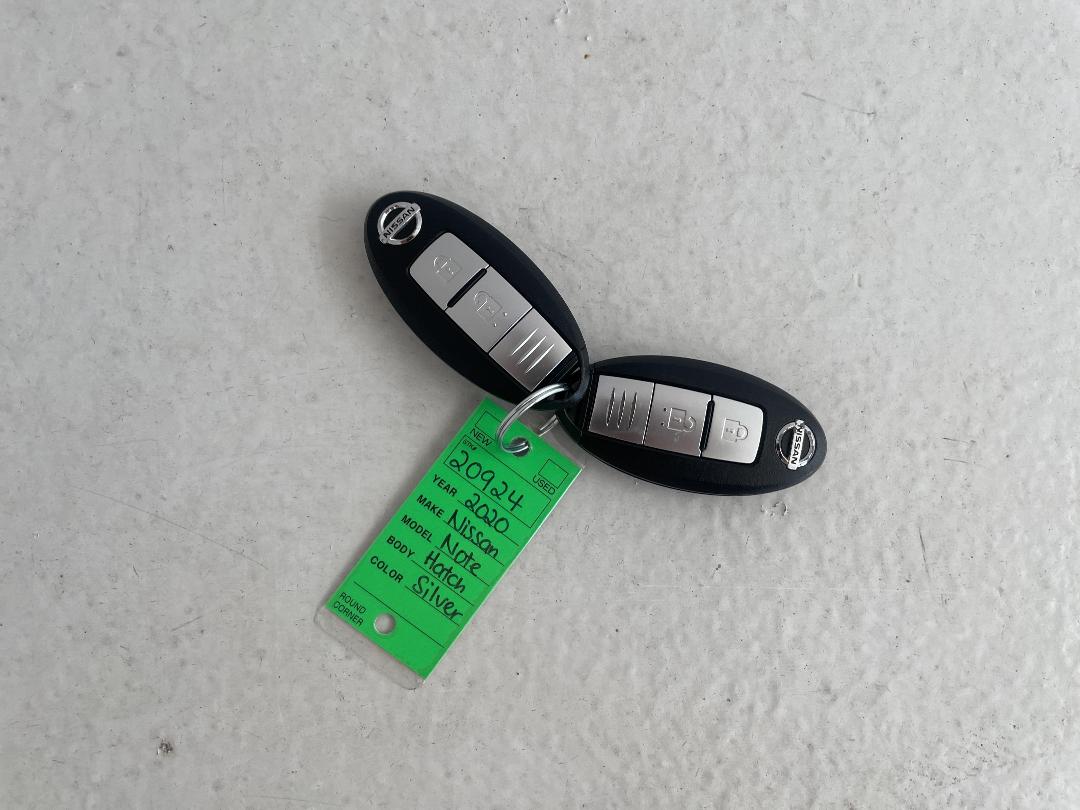 NISSAN
NISSAN
NEW
USED
STK#
20924
YEAR 2020
MAKE Nissan
MODEL Note
BODY Hatch
COLOR Silver
ROUND
CORNER